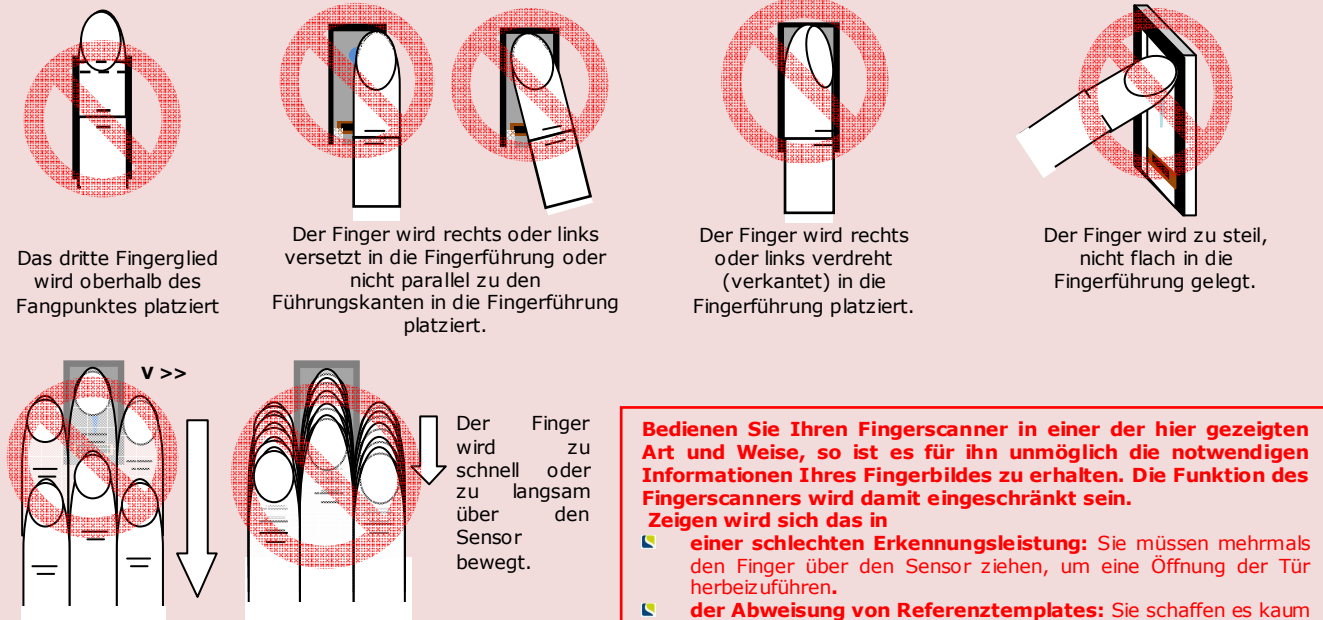 Das dritte Fingerglied
wird oberhalb des
Fangpunktes platziert
Der Finger wird rechts oder links
versetzt in die Fingerführung oder
nicht parallel zu den
Führungskanten in die Fingerführung
platziert.
Der Finger wird rechts
oder links verdreht
(verkantet) in die
Fingerführung platziert.
Der Finger wird zu steil,
nicht flach in die
Fingerführung gelegt.
V >>
Der Finger
wird zu
schnell oder
zu langsam
über den
Sensor
bewegt.
Bedienen Sie Ihren Fingerscanner in einer der hier gezeigten
Art und Weise, so ist es für ihn unmöglich die notwendigen
Informationen Ihres Fingerbildes zu erhalten. Die Funktion des
Fingerscanners wird damit eingeschränkt sein.
Zeigen wird sich das in
einer schlechten Erkennungsleistung: Sie müssen mehrmals
den Finger über den Sensor ziehen, um eine Öffnung der Tür
herbeizuführen.
der Abweisung von Referenztemplates: Sie schaffen es kaum